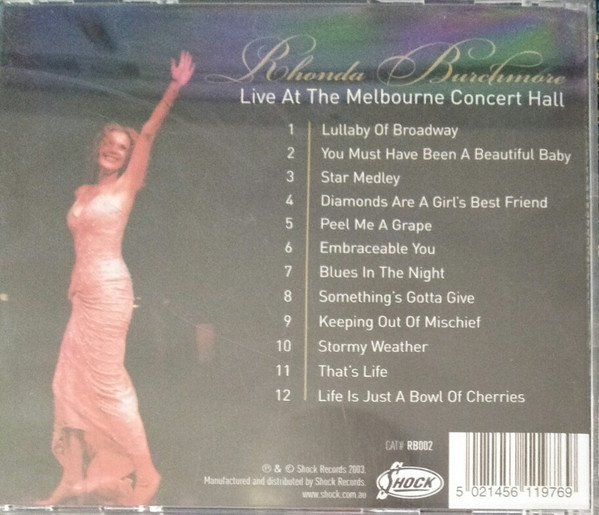 Rhonda Burchmore
Live At The Melbourne Concert Hall
1 Lullaby Of Broadway
2 You Must Have Been A Beautiful Baby
3 Star Medley
4 Diamonds Are A Girl's Best Friend
5 Peel Me A Grape
6 Embraceable You
7 Blues In The Night
8 Something's Gotta Give
9 Keeping Out Of Mischief
10 Stormy Weather
11 That's Life
12 Life Is Just A Bowl Of Cherries
CAT# RB002
℗ & © Shock Records 2003.
Manufactured and distributed by Shock Records.
www.shock.com.au
SHOCK
5 021456 119769